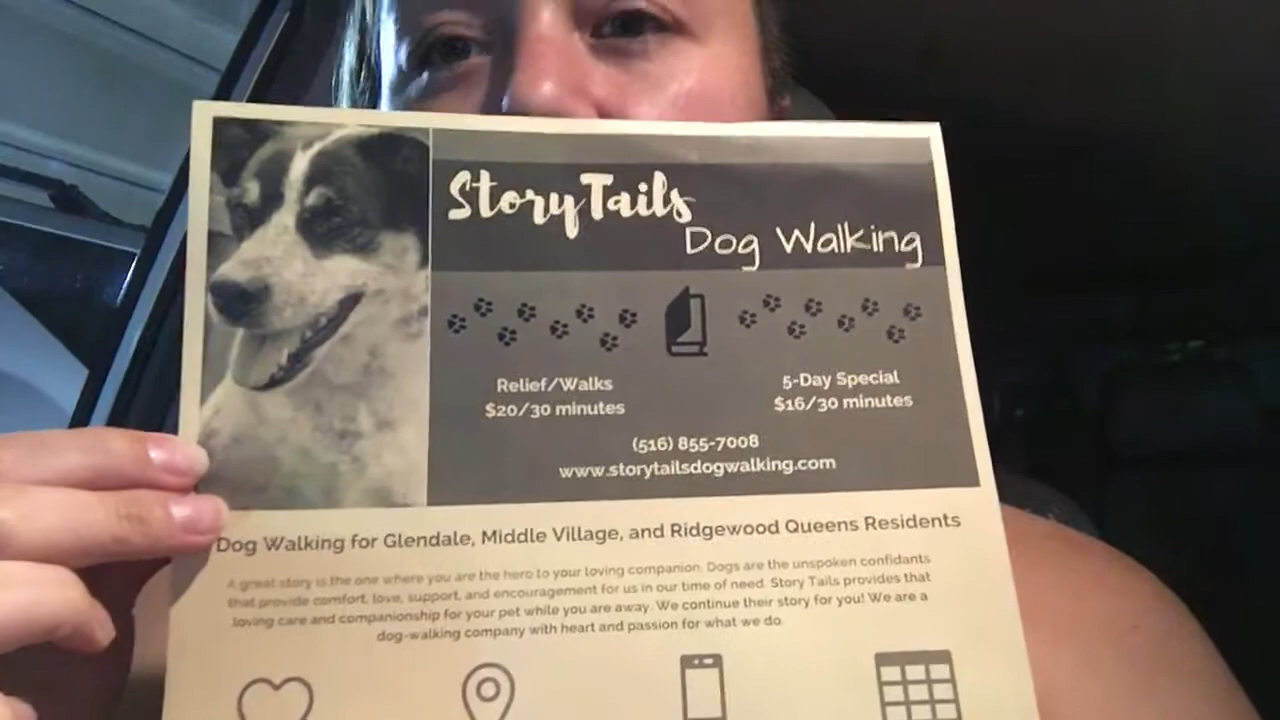 StoryTails
Dog Walking
Relief/Walks
$20/30 minutes
5-Day Special
$16/30 minutes
(516) 855-7008
www.storytailsdogwalking.com
Dog Walking for Glendale, Middle Village, and Ridgewood Queens Residents
A great story is the one where you are the hero to your loving companion. Dogs are the unspoken confidants
that provide comfort, love, support, and encouragement for us in our time of need. Story Tails provides that
loving care and companionship for your pet while you are away. We continue their story for you! We are a
dog-walking company with heart and passion for what we do.